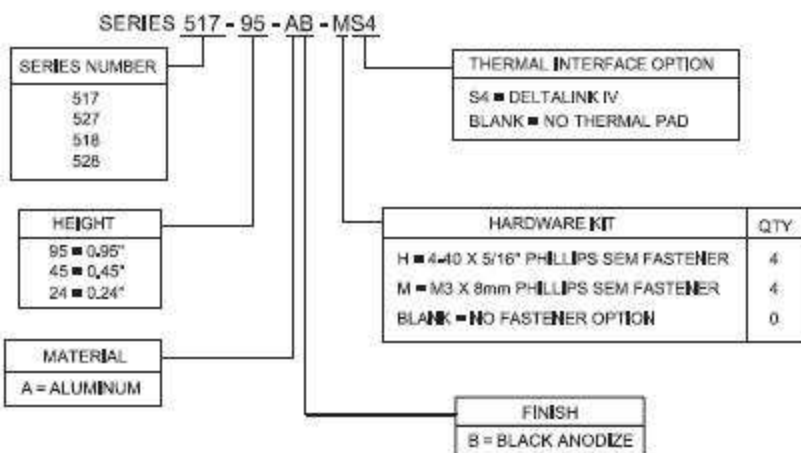 SERIES 517 - 95 - AB - MS4
SERIES NUMBER
517
527
518
528
THERMAL INTERFACE OPTION
S4 = DELTALINK IV
BLANK = NO THERMAL PAD
HEIGHT
95 = 0.95"
45 = 0.45"
24 = 0.24"
HARDWARE KIT QTY
H = 4-40 X 5/16" PHILLIPS SEM FASTENER 4
M = M3 X 8mm PHILLIPS SEM FASTENER 4
BLANK = NO FASTENER OPTION 0
MATERIAL
A = ALUMINUM
FINISH
B = BLACK ANODIZE